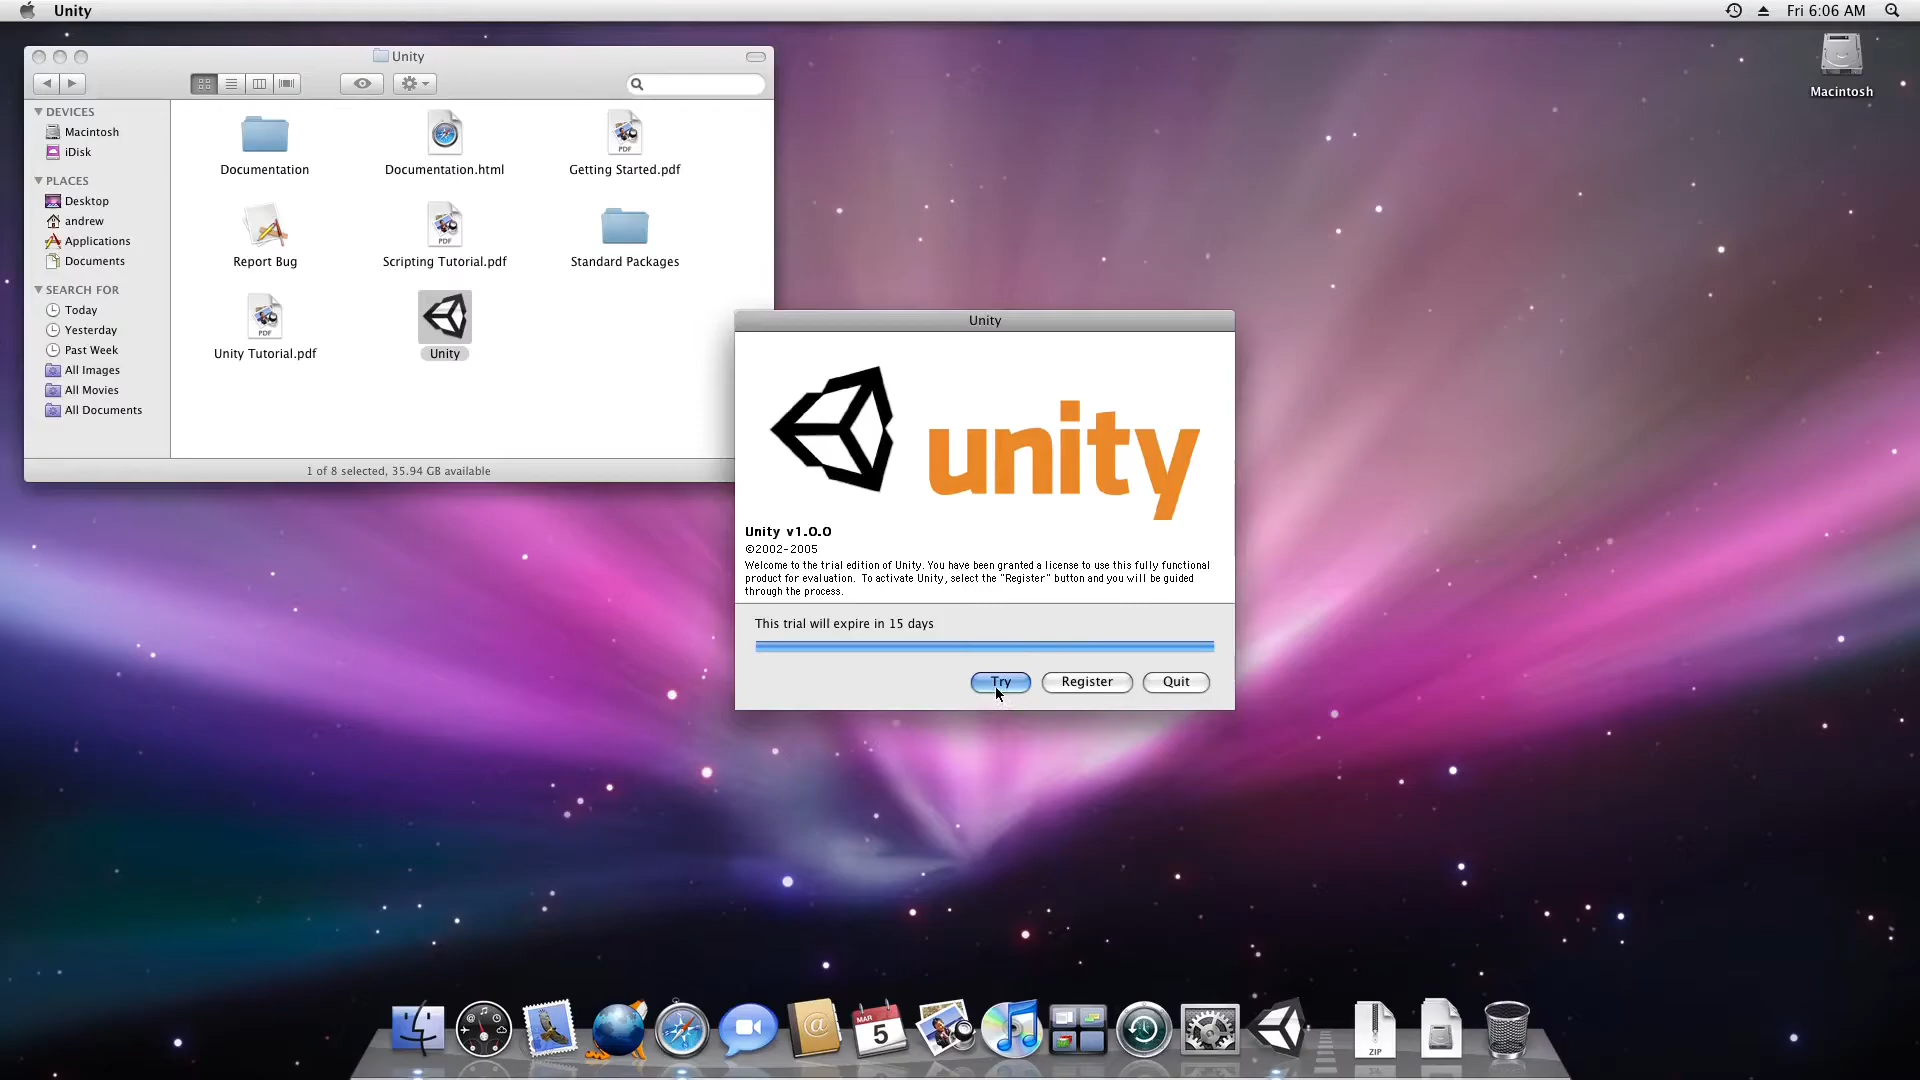 Unity
Fri 6:06 AM
Macintosh
Unity
DEVICES
Macintosh
iDisk
PLACES
Desktop
andrew
Applications
Documents
SEARCH FOR
Today
Yesterday
Past Week
All Images
All Movies
All Documents
Documentation
Documentation.html
PDF
Getting Started.pdf
Report Bug
PDF
Scripting Tutorial.pdf
Standard Packages
PDF
Unity Tutorial.pdf
Unity
1 of 8 selected, 35.94 GB available
Unity
unity
Unity v1.0.0
©2002-2005
Welcome to the trial edition of Unity. You have been granted a license to use this fully functional
product for evaluation. To activate Unity, select the "Register" button and you will be guided
through the process.
This trial will expire in 15 days
Try
Register
Quit
@
MAR
5
ZIP